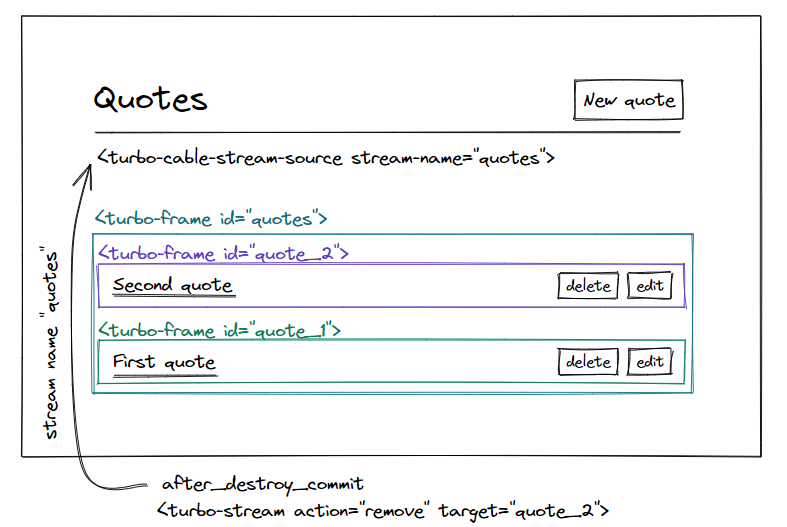 Quotes
New quote
<turbo-cable-stream-source stream-name="quotes">
<turbo-frame id="quotes">
<turbo-frame id="quote_2">
Second quote
delete
edit
<turbo-frame id="quote_1">
First quote
delete
edit
stream name "quotes"
after_destroy_commit
<turbo-stream action="remove" target="quote_2">